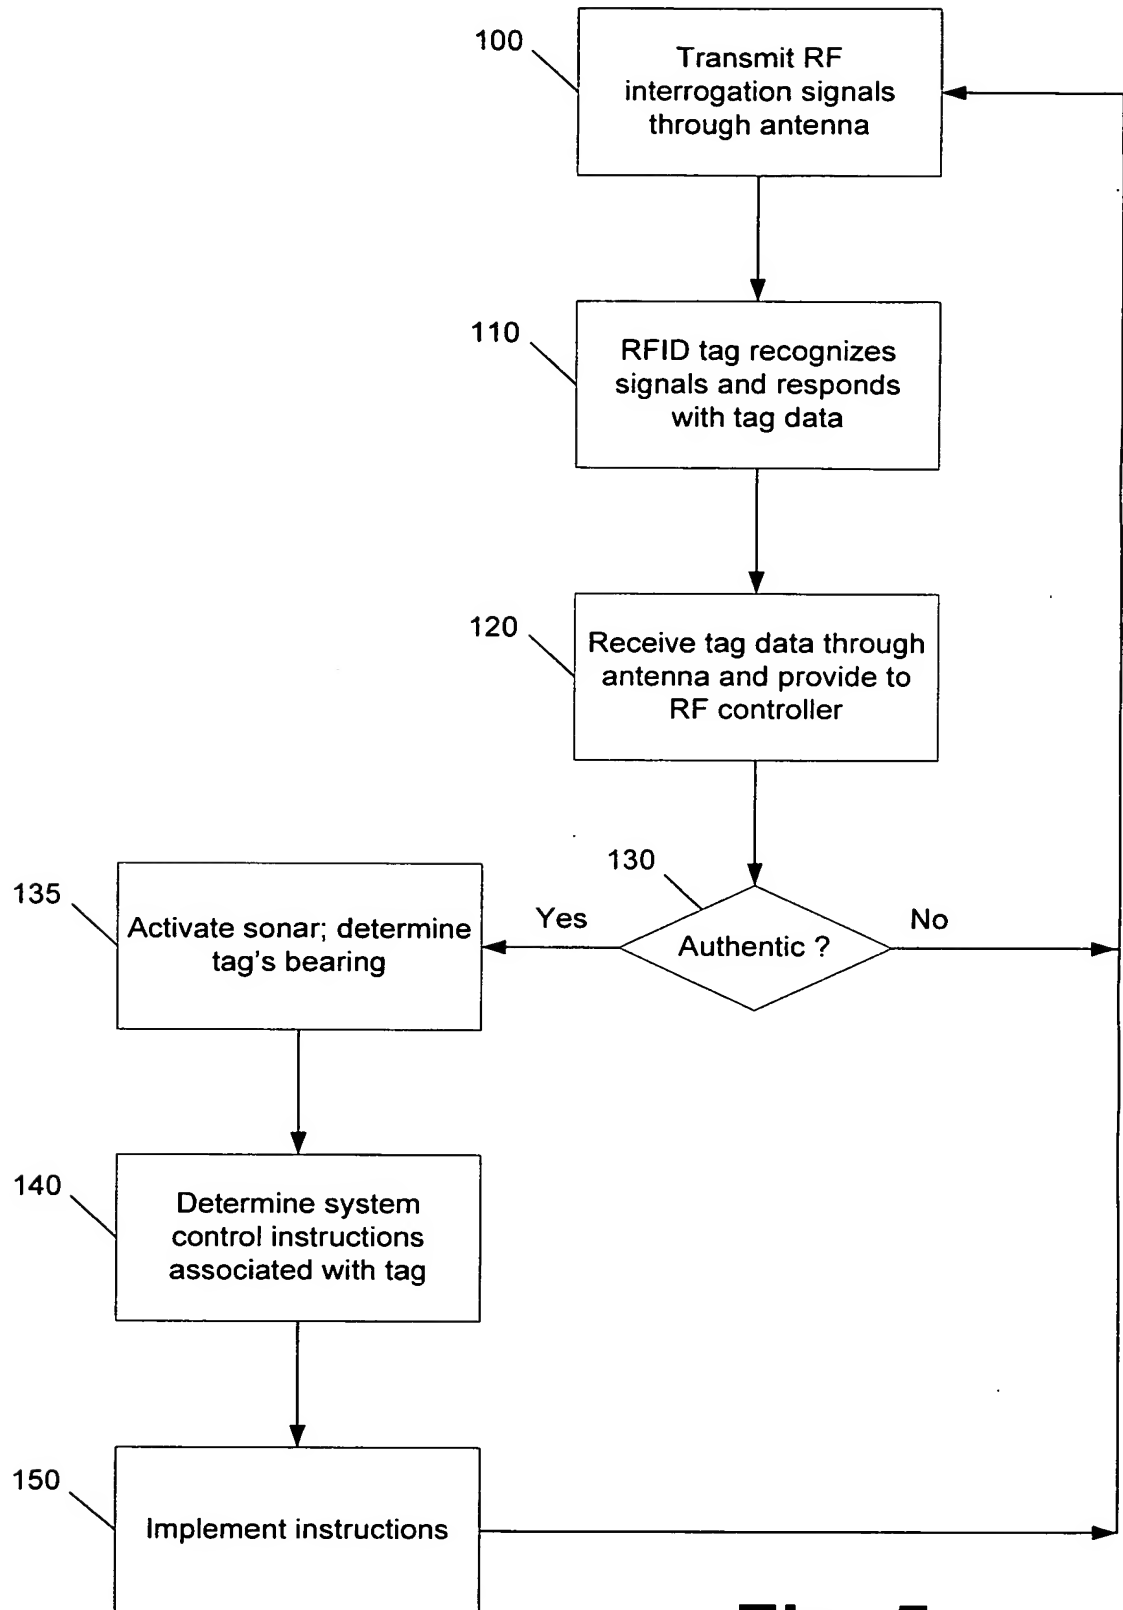 100
Transmit RF
interrogation signals
through antenna
110
RFID tag recognizes
signals and responds
with tag data
120
Receive tag data through
antenna and provide to
RF controller
130
Authentic ?
Yes
No
135
Activate sonar; determine
tag's bearing
140
Determine system
control instructions
associated with tag
150
Implement instructions